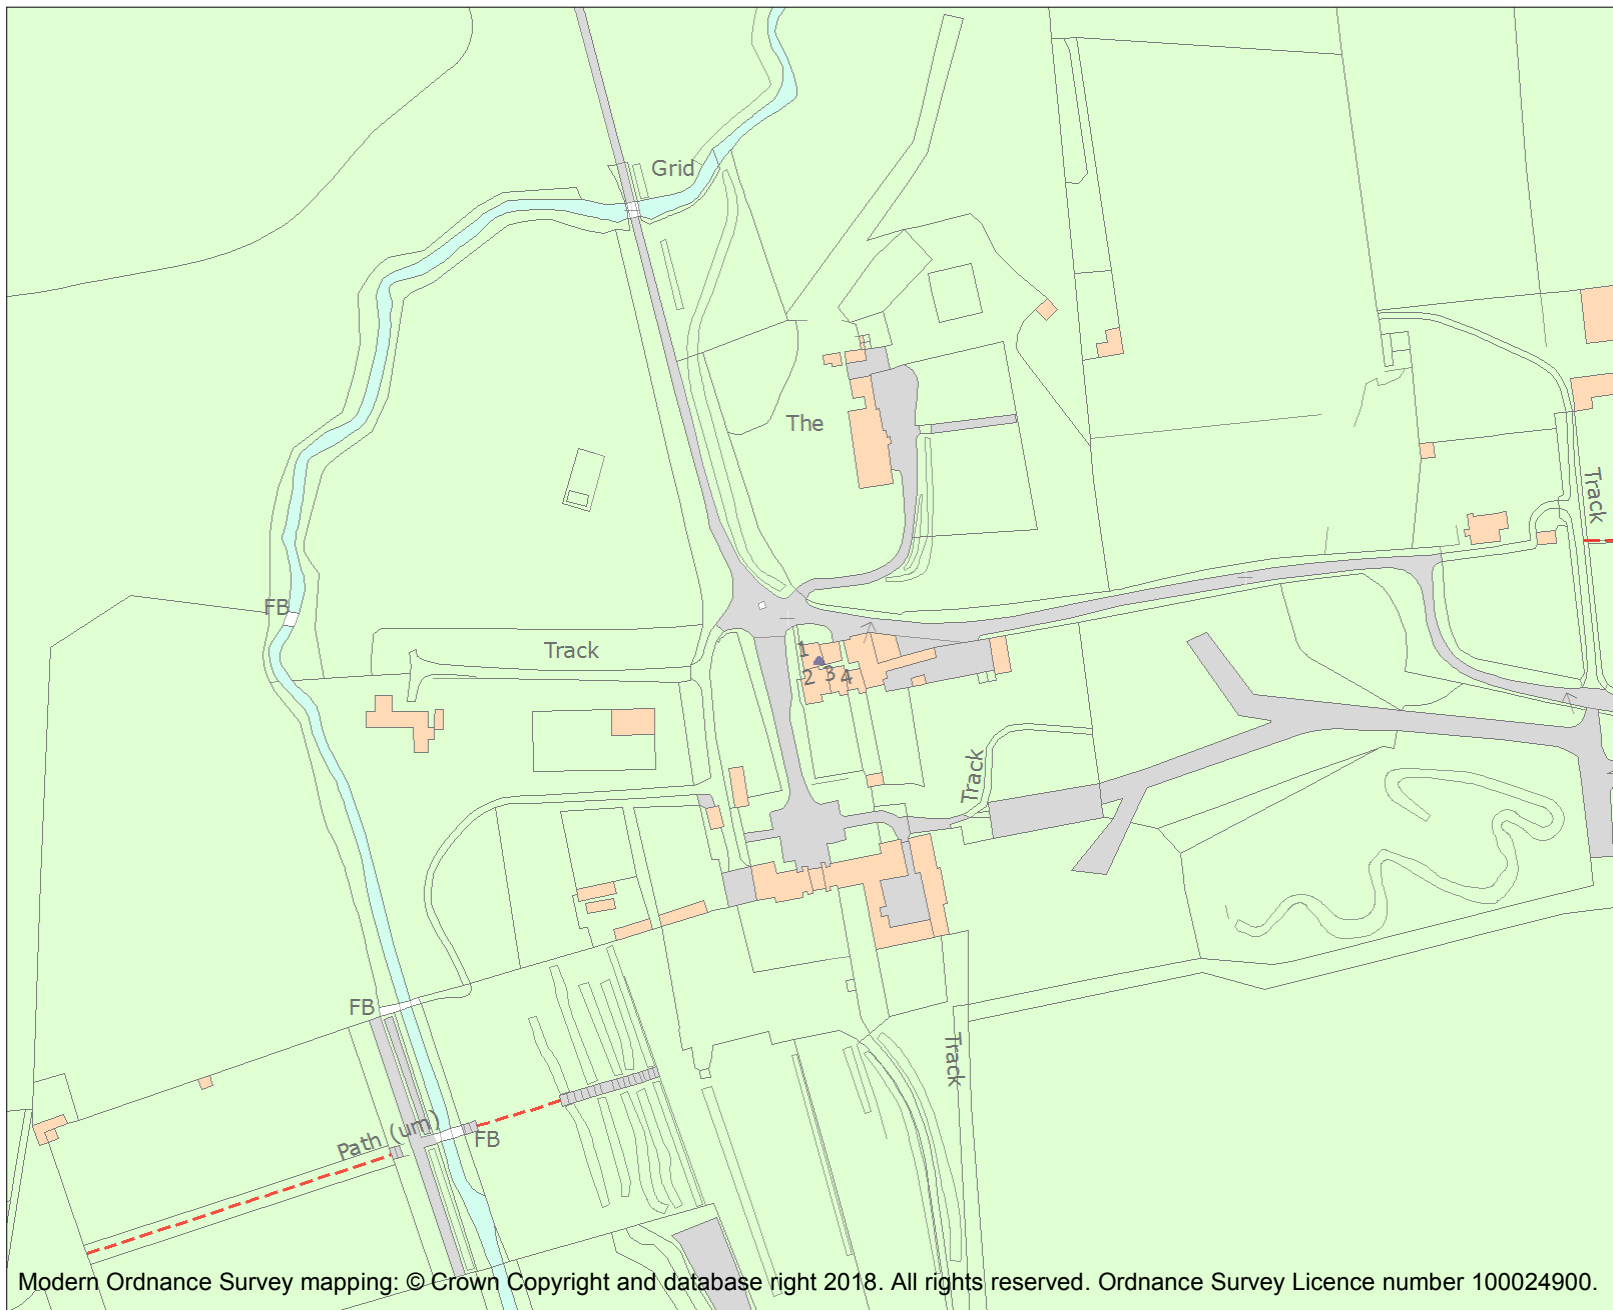 Grid
The
Track
FB
Track
1
2
3
4
Track
FB
Track
Path (um)
FB
Modern Ordnance Survey mapping: © Crown Copyright and database right 2018. All rights reserved. Ordnance Survey Licence number 100024900.